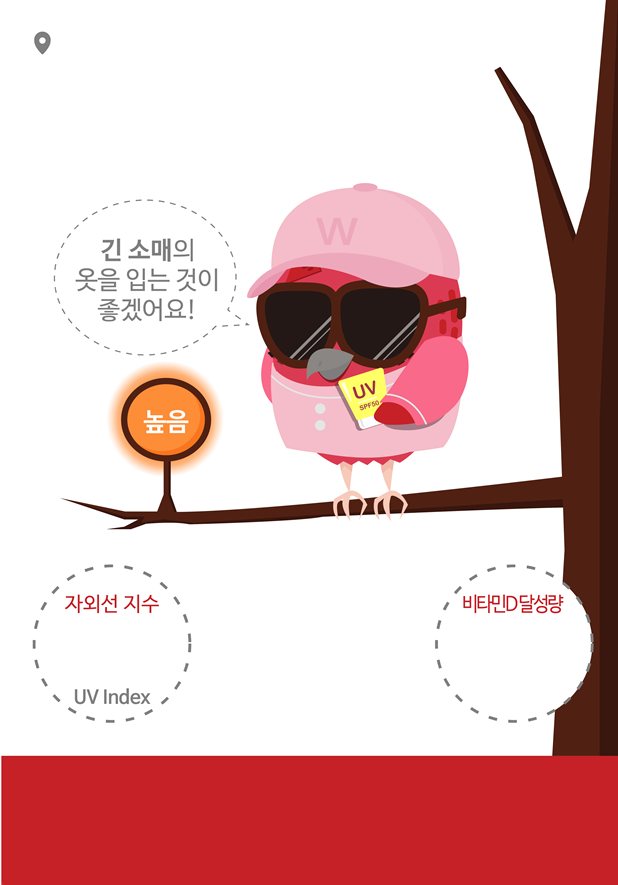 W
긴 소매의
옷을 입는 것이
좋겠어요!
UV
SPF50+
높음
자외선 지수
UV Index
비타민D달성량